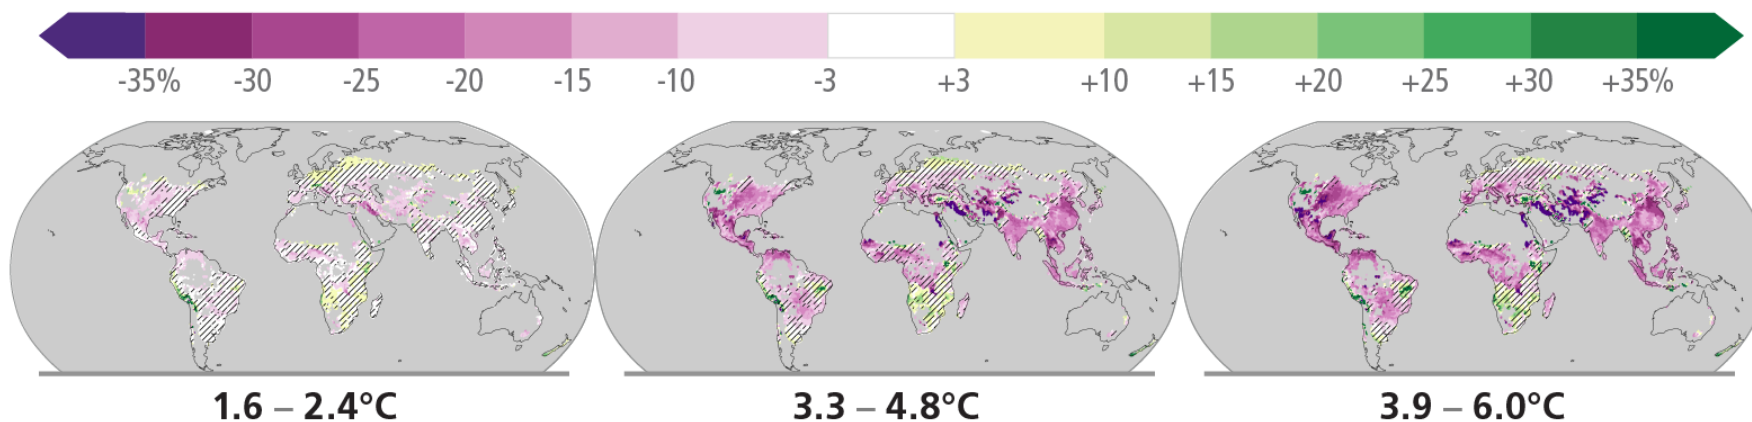 -35% -30 -25 -20 -15 -10 -3 +3 +10 +15 +20 +25 +30 +35%
1.6 – 2.4°C 3.3 – 4.8°C 3.9 – 6.0°C